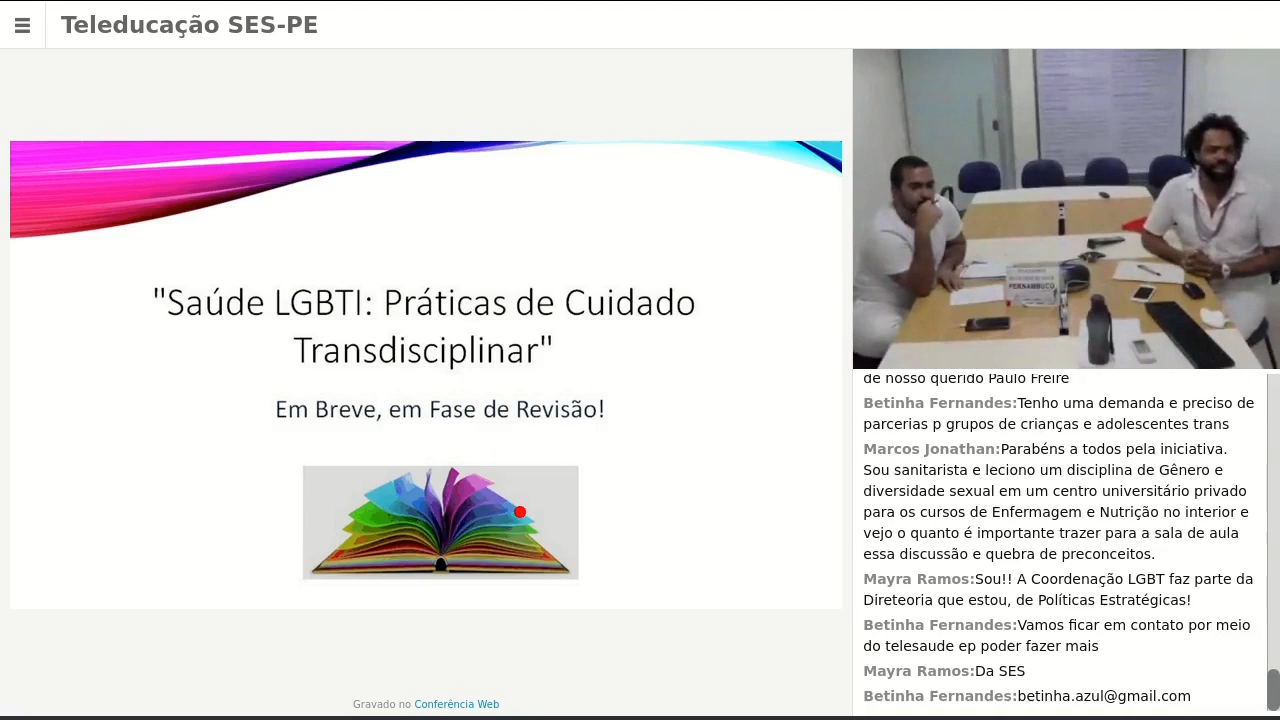 Teleducação SES-PE
"Saúde LGBTI: Práticas de Cuidado
Transdisciplinar"
Em Breve, em Fase de Revisão!
Gravado no Conferência Web
PERNAMBUCO
de nosso querido Paulo Freire
Betinha Fernandes:Tenho uma demanda e preciso de
parcerias p grupos de crianças e adolescentes trans
Marcos Jonathan:Parabéns a todos pela iniciativa.
Sou sanitarista e leciono um disciplina de Gênero e
diversidade sexual em um centro universitário privado
para os cursos de Enfermagem e Nutrição no interior e
vejo o quanto é importante trazer para a sala de aula
essa discussão e quebra de preconceitos.
Mayra Ramos:Sou!! A Coordenação LGBT faz parte da
Direteoria que estou, de Políticas Estratégicas!
Betinha Fernandes:Vamos ficar em contato por meio
do telesaude ep poder fazer mais
Mayra Ramos:Da SES
Betinha Fernandes:betinha.azul@gmail.com